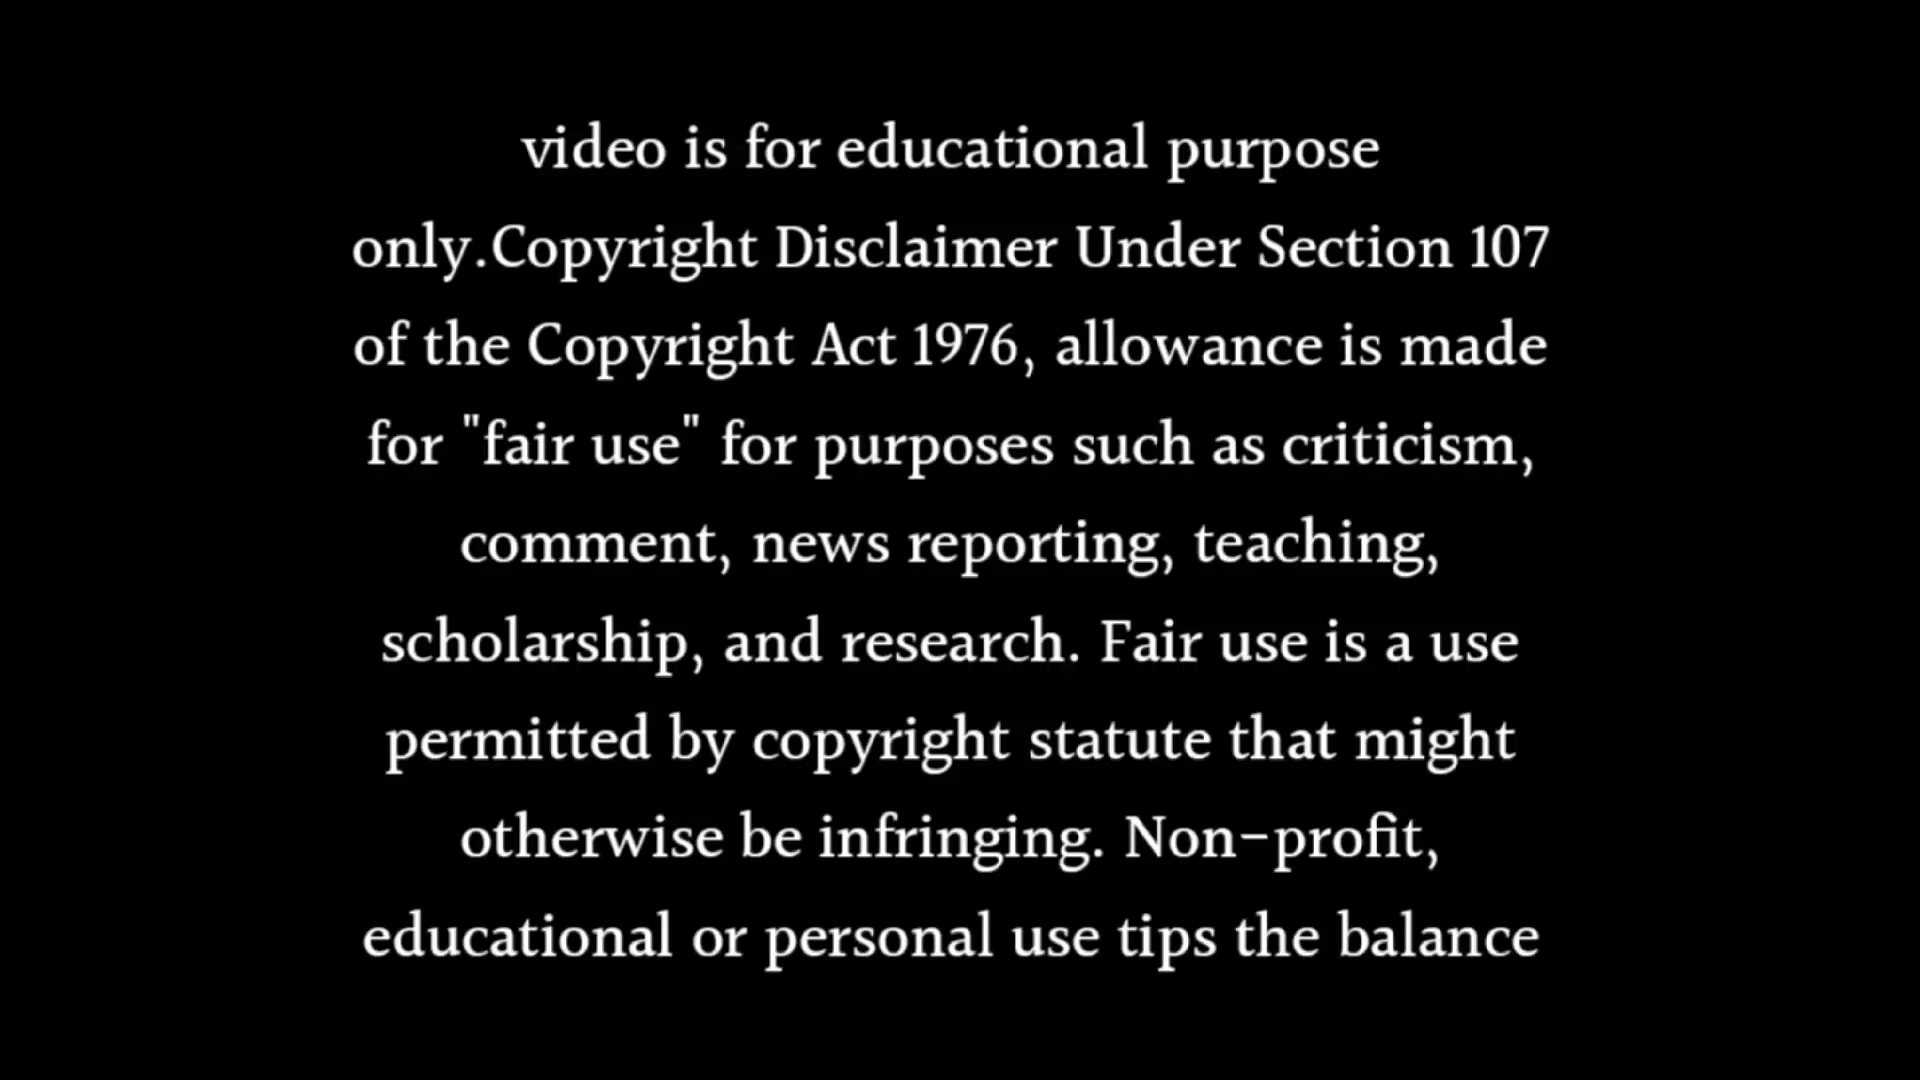 video is for educational purpose
only.Copyright Disclaimer Under Section 107
of the Copyright Act 1976, allowance is made
for "fair use" for purposes such as criticism,
comment, news reporting, teaching,
scholarship, and research. Fair use is a use
permitted by copyright statute that might
otherwise be infringing. Non-profit,
educational or personal use tips the balance